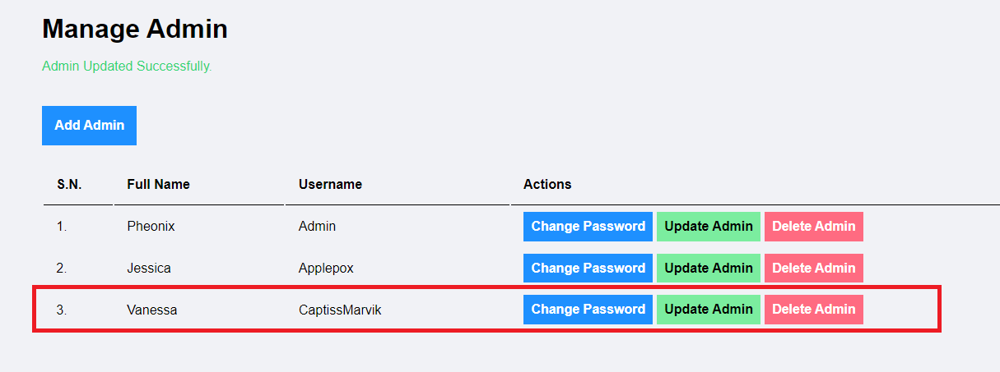 Manage Admin
Admin Updated Successfully.
Add Admin
S.N. Full Name Username Actions
1. Pheonix Admin Change Password Update Admin Delete Admin
2. Jessica Applepox Change Password Update Admin Delete Admin
3. Vanessa CaptissMarvik Change Password Update Admin Delete Admin